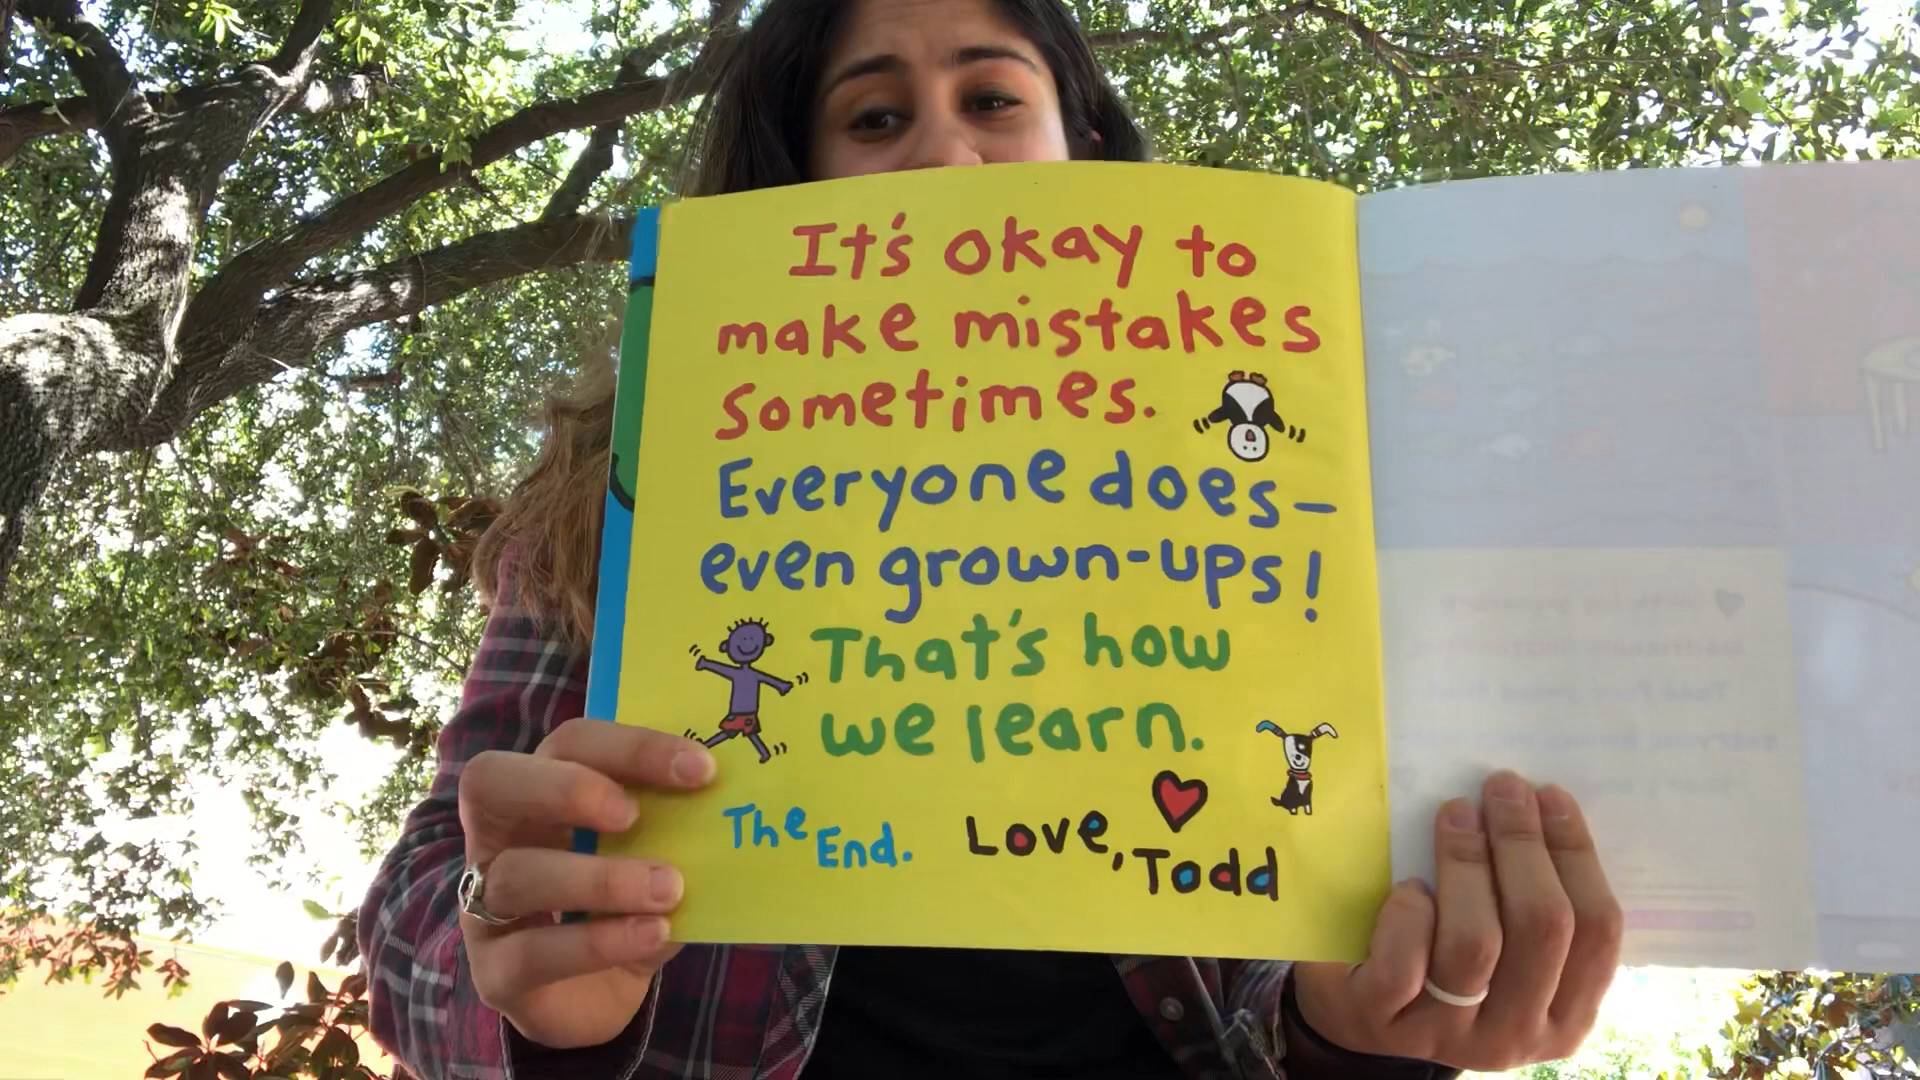 It's okay to
make mistakes
Sometimes.
Everyone does—
even grown-ups!
That's how
we learn.
The End.
Love, Todd